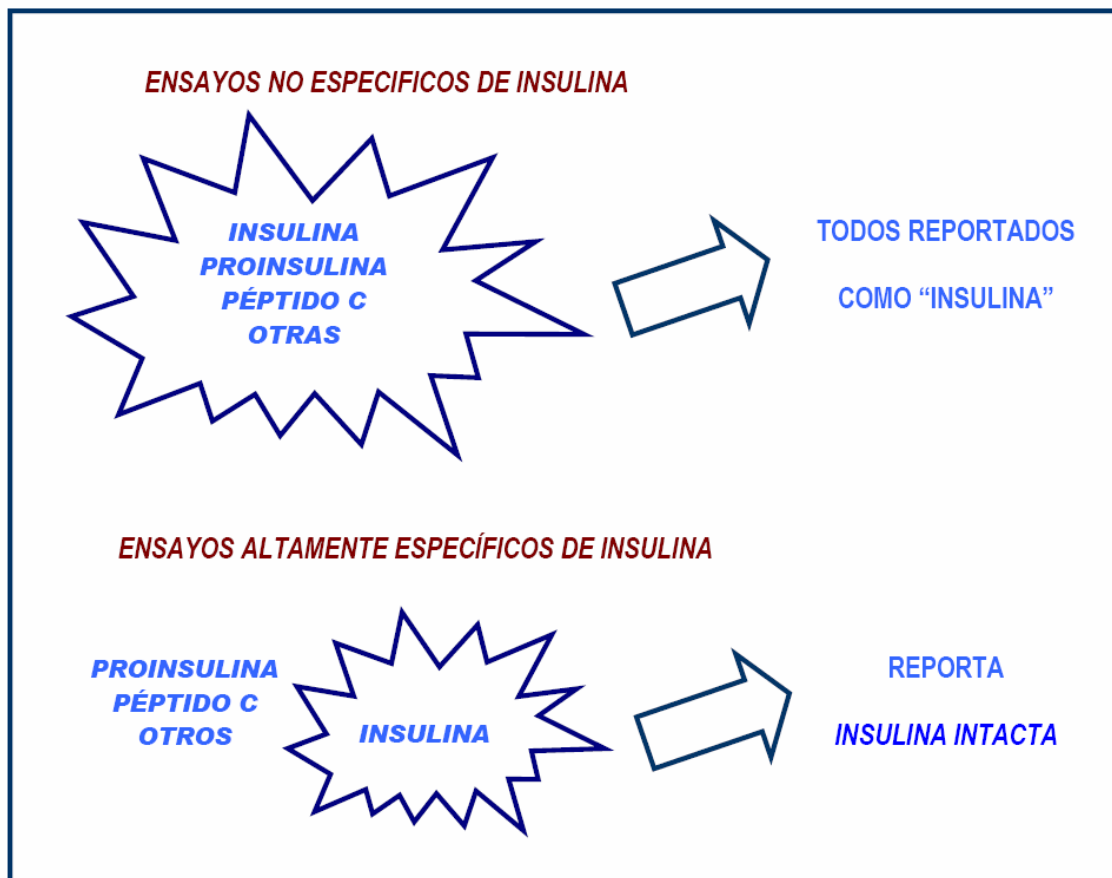 ENSAYOS NO ESPECIFICOS DE INSULINA
INSULINA
PROINSULINA
PÉPTIDO C
OTRAS
TODOS REPORTADOS
COMO “INSULINA”
ENSAYOS ALTAMENTE ESPECÍFICOS DE INSULINA
PROINSULINA
PÉPTIDO C
OTROS
INSULINA
REPORTA
INSULINA INTACTA